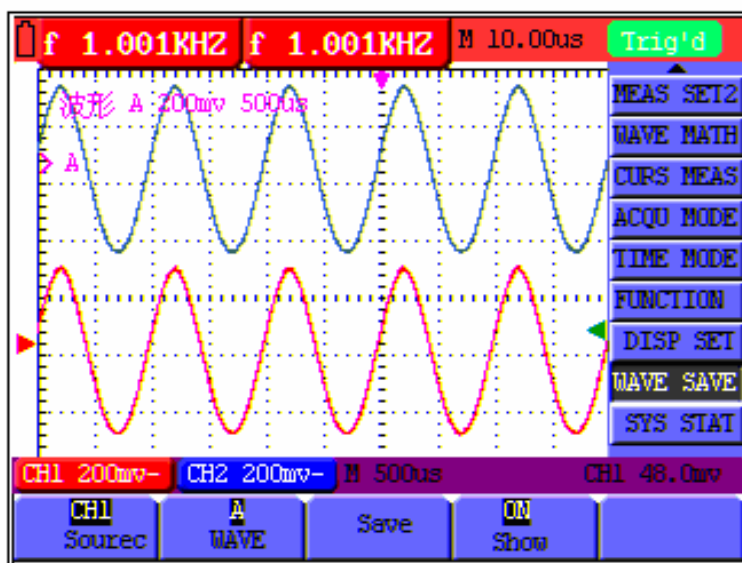 f 1.001KHZ f 1.001KHZ M 10.00us Trig'd
波形 A 200mv 500us
A
MEAS SET2
WAVE MATH
CURS MEAS
ACQU MODE
TIME MODE
FUNCTION
DISP SET
WAVE SAVE
SYS STAT
CH1 200mv- CH2 200mv- M 500us CH1 48.0mv
CH1 A Save ON
Sourec WAVE Show